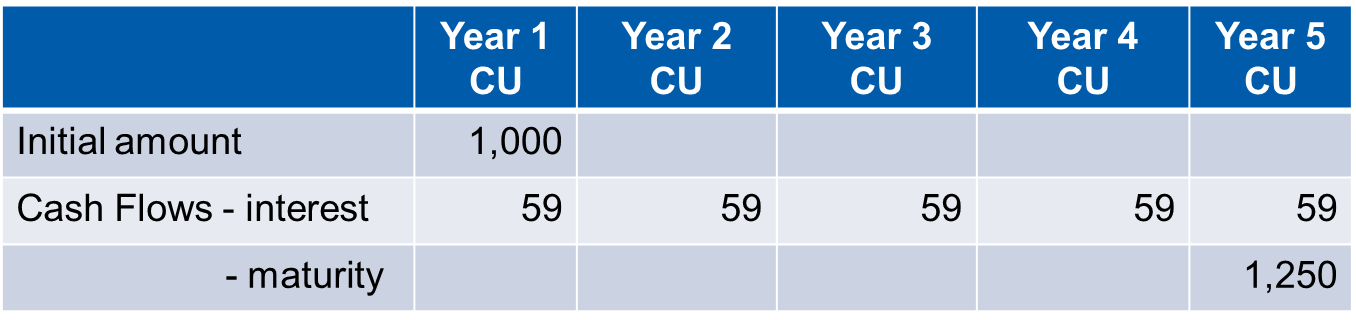 Year 1 CU Year 2 CU Year 3 CU Year 4 CU Year 5 CU
Initial amount 1,000
Cash Flows - interest 59 59 59 59 59
- maturity 1,250